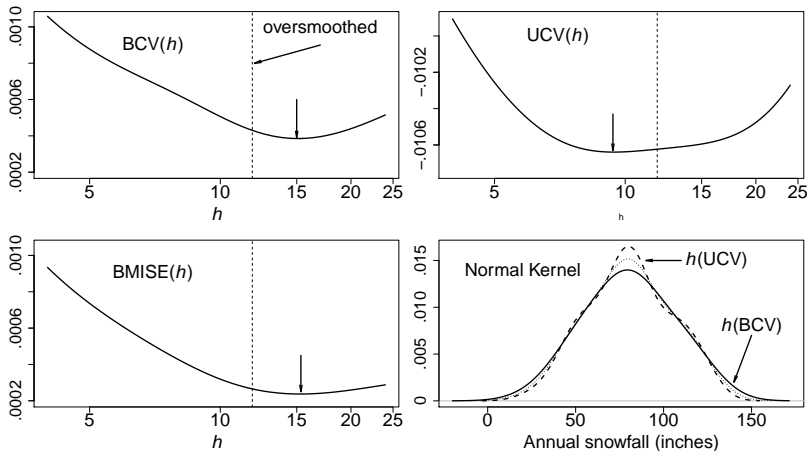 .0002 .0006 .0010
BCV(h)
oversmoothed
5 10 15 20 25
h
−.0106 −.0102
UCV(h)
5 10 15 20 25
h
.0002 .0006 .0010
BMISE(h)
5 10 15 20 25
h
0 .005 .010 .015
Normal Kernel
h(UCV)
h(BCV)
0 50 100 150
Annual snowfall (inches)